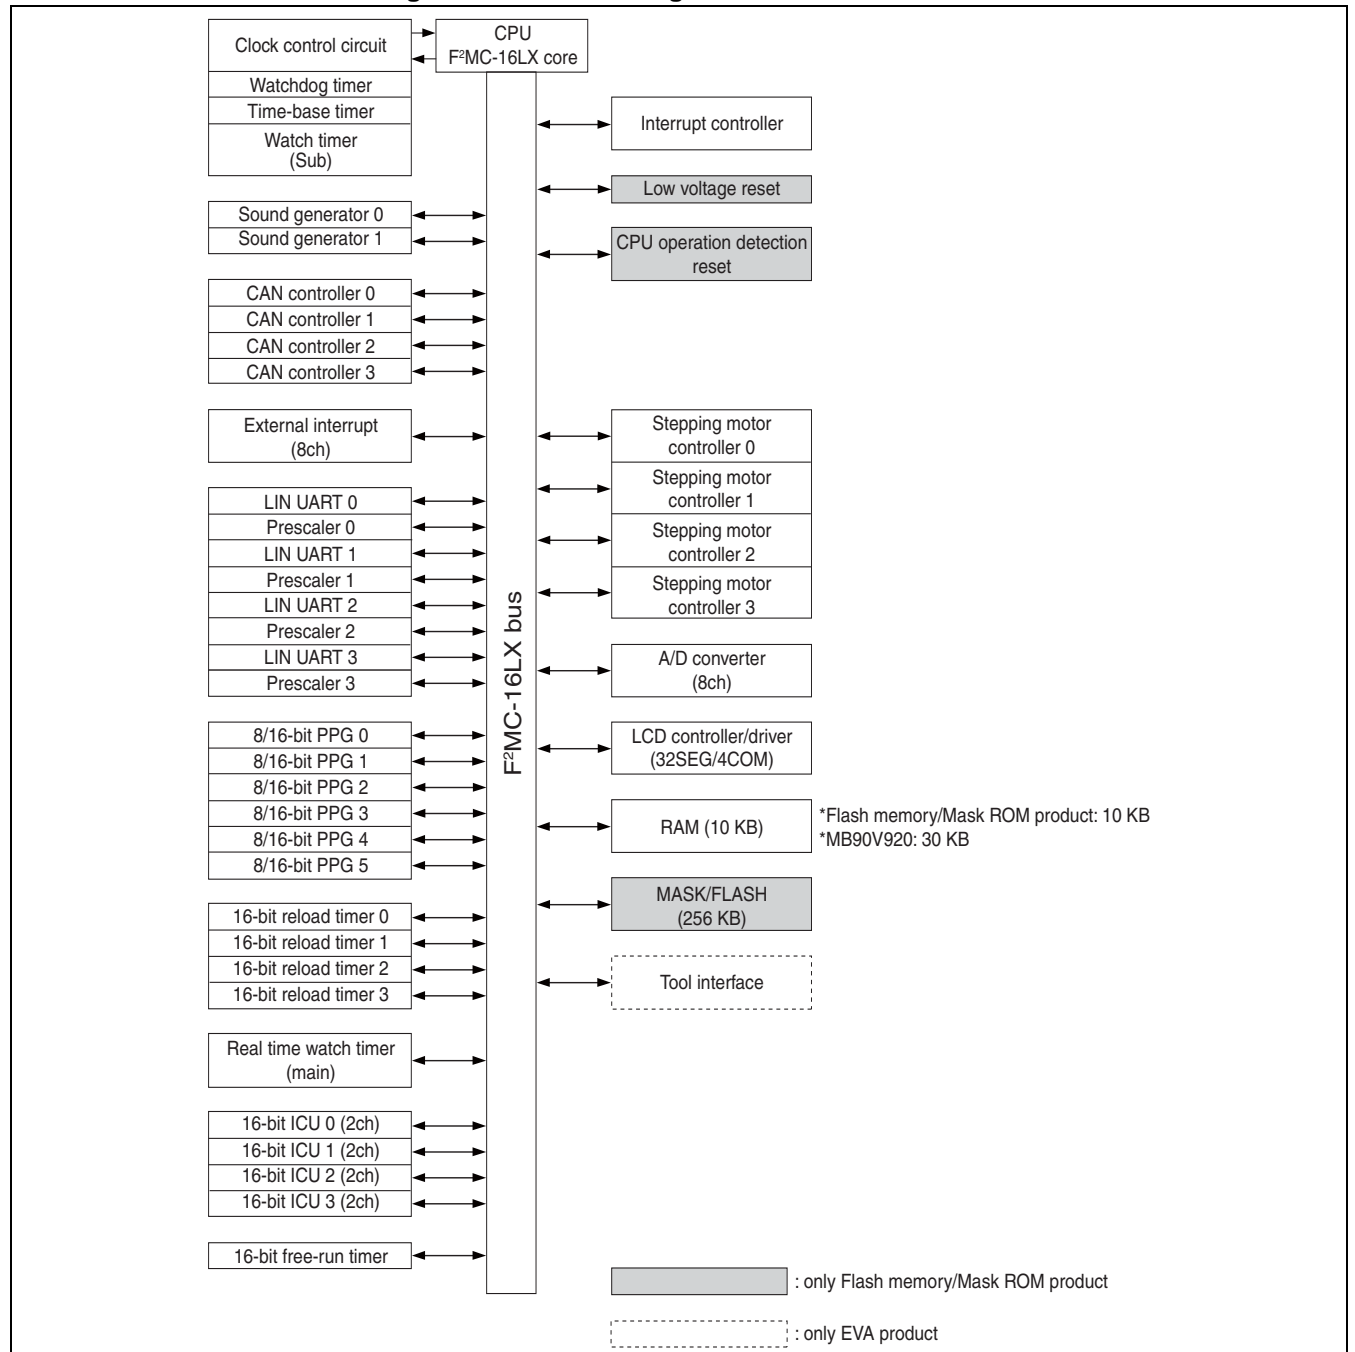 CPU
F²MC-16LX core
Clock control circuit
Watchdog timer
Time-base timer
Watch timer
(Sub)
Sound generator 0
Sound generator 1
CAN controller 0
CAN controller 1
CAN controller 2
CAN controller 3
External interrupt
(8ch)
LIN UART 0
Prescaler 0
LIN UART 1
Prescaler 1
LIN UART 2
Prescaler 2
LIN UART 3
Prescaler 3
8/16-bit PPG 0
8/16-bit PPG 1
8/16-bit PPG 2
8/16-bit PPG 3
8/16-bit PPG 4
8/16-bit PPG 5
16-bit reload timer 0
16-bit reload timer 1
16-bit reload timer 2
16-bit reload timer 3
Real time watch timer
(main)
16-bit ICU 0 (2ch)
16-bit ICU 1 (2ch)
16-bit ICU 2 (2ch)
16-bit ICU 3 (2ch)
16-bit free-run timer
F²MC-16LX bus
Interrupt controller
Low voltage reset
CPU operation detection
reset
Stepping motor
controller 0
Stepping motor
controller 1
Stepping motor
controller 2
Stepping motor
controller 3
A/D converter
(8ch)
LCD controller/driver
(32SEG/4COM)
RAM (10 KB)
*Flash memory/Mask ROM product: 10 KB
*MB90V920: 30 KB
MASK/FLASH
(256 KB)
Tool interface
: only Flash memory/Mask ROM product
: only EVA product